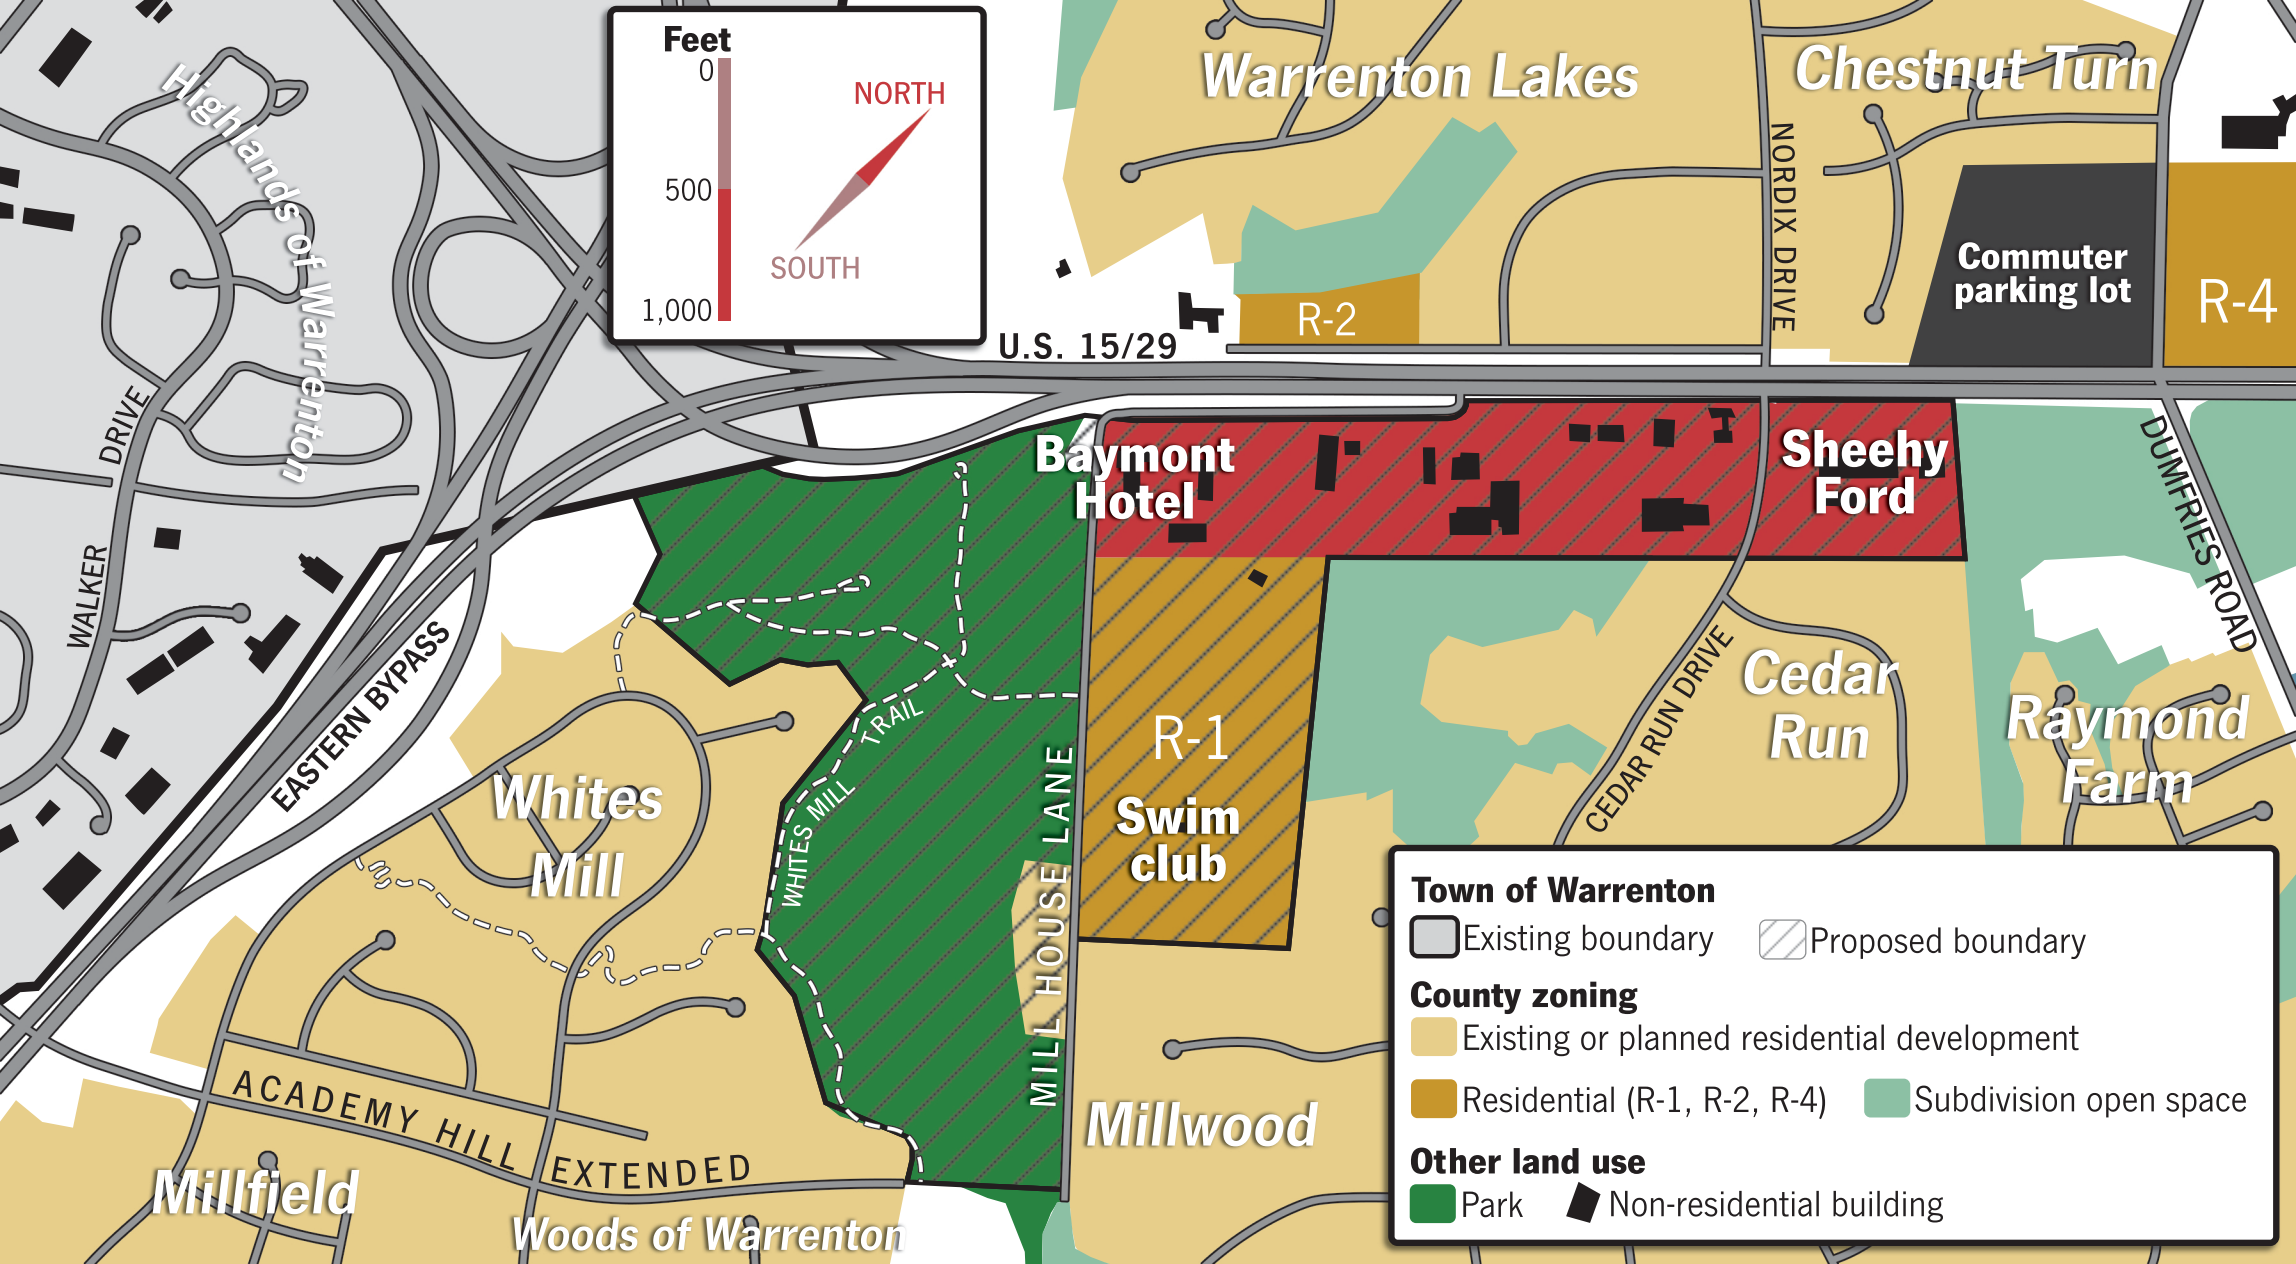 Feet
0
500
1,000
NORTH
SOUTH
Warrenton Lakes
Chestnut Turn
Highlands of Warrenton
NORDIX DRIVE
Commuter
parking lot
R-4
R-2
U.S. 15/29
WALKER DRIVE
Baymont
Hotel
Sheehy
Ford
DUMFRIES ROAD
EASTERN BYPASS
CEDAR RUN DRIVE
Cedar
Run
Raymond
Farm
R-1
Swim
club
WHITES MILL TRAIL
MILL HOUSE LANE
Whites
Mill
ACADEMY HILL EXTENDED
Millwood
Millfield
Woods of Warrenton
Town of Warrenton
Existing boundary
Proposed boundary
County zoning
Existing or planned residential development
Residential (R-1, R-2, R-4)
Subdivision open space
Other land use
Park
Non-residential building